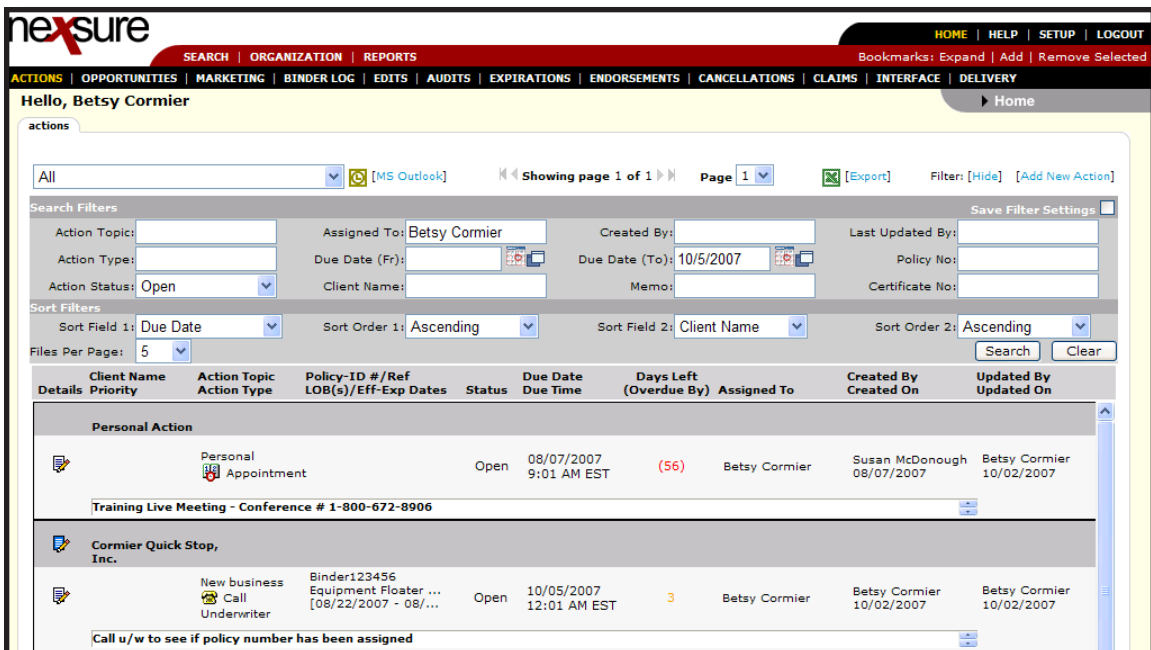 nexsure
HOME | HELP | SETUP | LOGOUT
SEARCH | ORGANIZATION | REPORTS
Bookmarks: Expand | Add | Remove Selected
ACTIONS | OPPORTUNITIES | MARKETING | BINDER LOG | EDITS | AUDITS | EXPIRATIONS | ENDORSEMENTS | CANCELLATIONS | CLAIMS | INTERFACE | DELIVERY
Hello, Betsy Cormier
Home
actions
All [MS Outlook] Showing page 1 of 1 Page 1 [Export] Filter: [Hide] [Add New Action]
Search Filters Save Filter Settings
Action Topic: Assigned To: Betsy Cormier Created By: Last Updated By:
Action Type: Due Date (Fr): Due Date (To): 10/5/2007 Policy No:
Action Status: Open Client Name: Memo: Certificate No:
Sort Filters
Sort Field 1: Due Date Sort Order 1: Ascending Sort Field 2: Client Name Sort Order 2: Ascending
Files Per Page: 5 Search Clear
Client Name Action Topic Policy-ID #/Ref Due Date Days Left Created By Updated By
Details Priority Action Type LOB(s)/Eff-Exp Dates Status Due Time (Overdue By) Assigned To Created On Updated On
Personal Action
Personal
Appointment
Open
08/07/2007
9:01 AM EST
(56)
Betsy Cormier
Susan McDonough
08/07/2007
Betsy Cormier
10/02/2007
Training Live Meeting - Conference # 1-800-672-8906
Cormier Quick Stop,
Inc.
New business
Call
Underwriter
Binder123456
Equipment Floater ...
[08/22/2007 - 08/...
Open
10/05/2007
12:01 AM EST
3
Betsy Cormier
Betsy Cormier
10/02/2007
Betsy Cormier
10/02/2007
Call u/w to see if policy number has been assigned